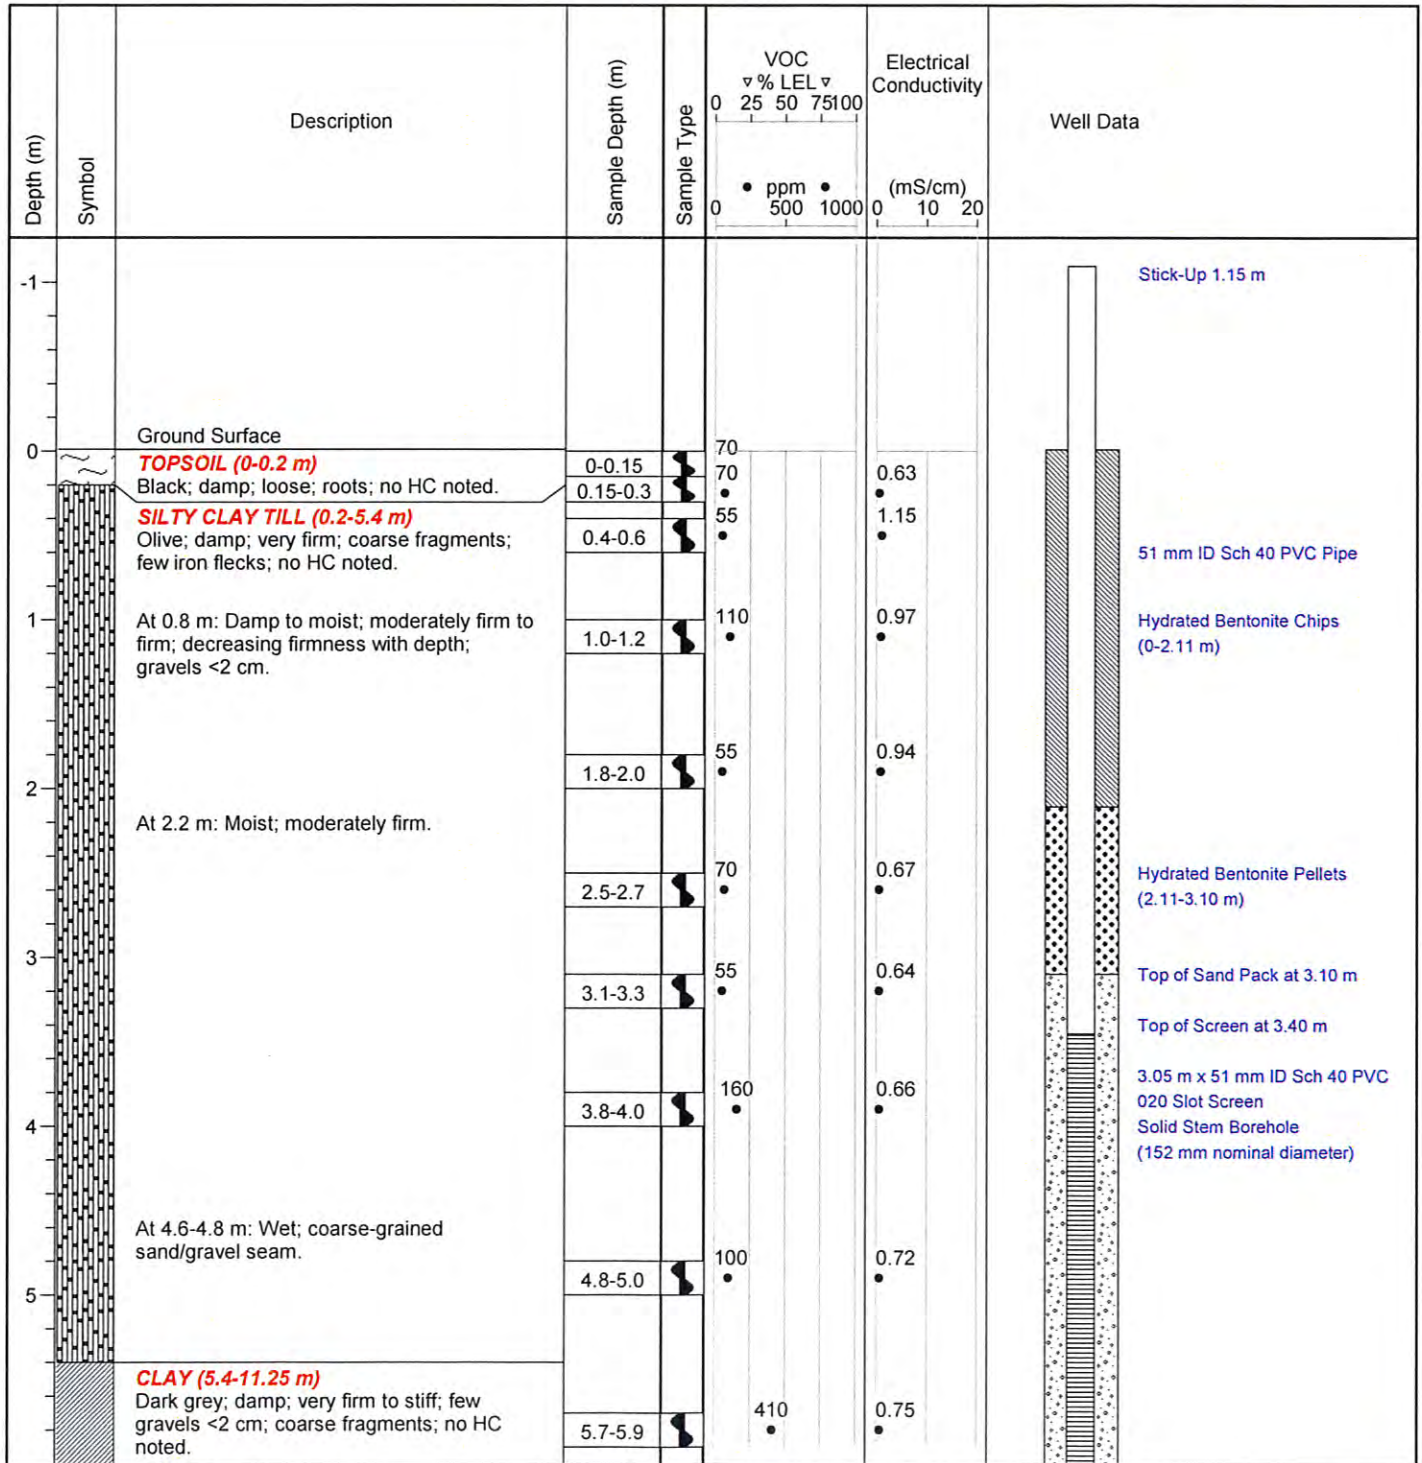 Depth (m)
Symbol
Description
Sample Depth (m)
Sample Type
VOC
▿ % LEL ▿
0 25 50 75 100
• ppm •
0 500 1000
Electrical
Conductivity
(mS/cm)
0 10 20
Well Data
-1
Stick-Up 1.15 m
Ground Surface
0
TOPSOIL (0-0.2 m)
Black; damp; loose; roots; no HC noted.
0-0.15
70
0.15-0.3
70
0.63
SILTY CLAY TILL (0.2-5.4 m)
Olive; damp; very firm; coarse fragments;
few iron flecks; no HC noted.
0.4-0.6
55
1.15
51 mm ID Sch 40 PVC Pipe
1
At 0.8 m: Damp to moist; moderately firm to
firm; decreasing firmness with depth;
gravels <2 cm.
1.0-1.2
110
0.97
Hydrated Bentonite Chips
(0-2.11 m)
1.8-2.0
55
0.94
2
At 2.2 m: Moist; moderately firm.
2.5-2.7
70
0.67
Hydrated Bentonite Pellets
(2.11-3.10 m)
3
3.1-3.3
55
0.64
Top of Sand Pack at 3.10 m
Top of Screen at 3.40 m
3.8-4.0
160
0.66
3.05 m x 51 mm ID Sch 40 PVC
020 Slot Screen
Solid Stem Borehole
(152 mm nominal diameter)
4
At 4.6-4.8 m: Wet; coarse-grained
sand/gravel seam.
4.8-5.0
100
0.72
5
CLAY (5.4-11.25 m)
Dark grey; damp; very firm to stiff; few
gravels <2 cm; coarse fragments; no HC
noted.
5.7-5.9
410
0.75